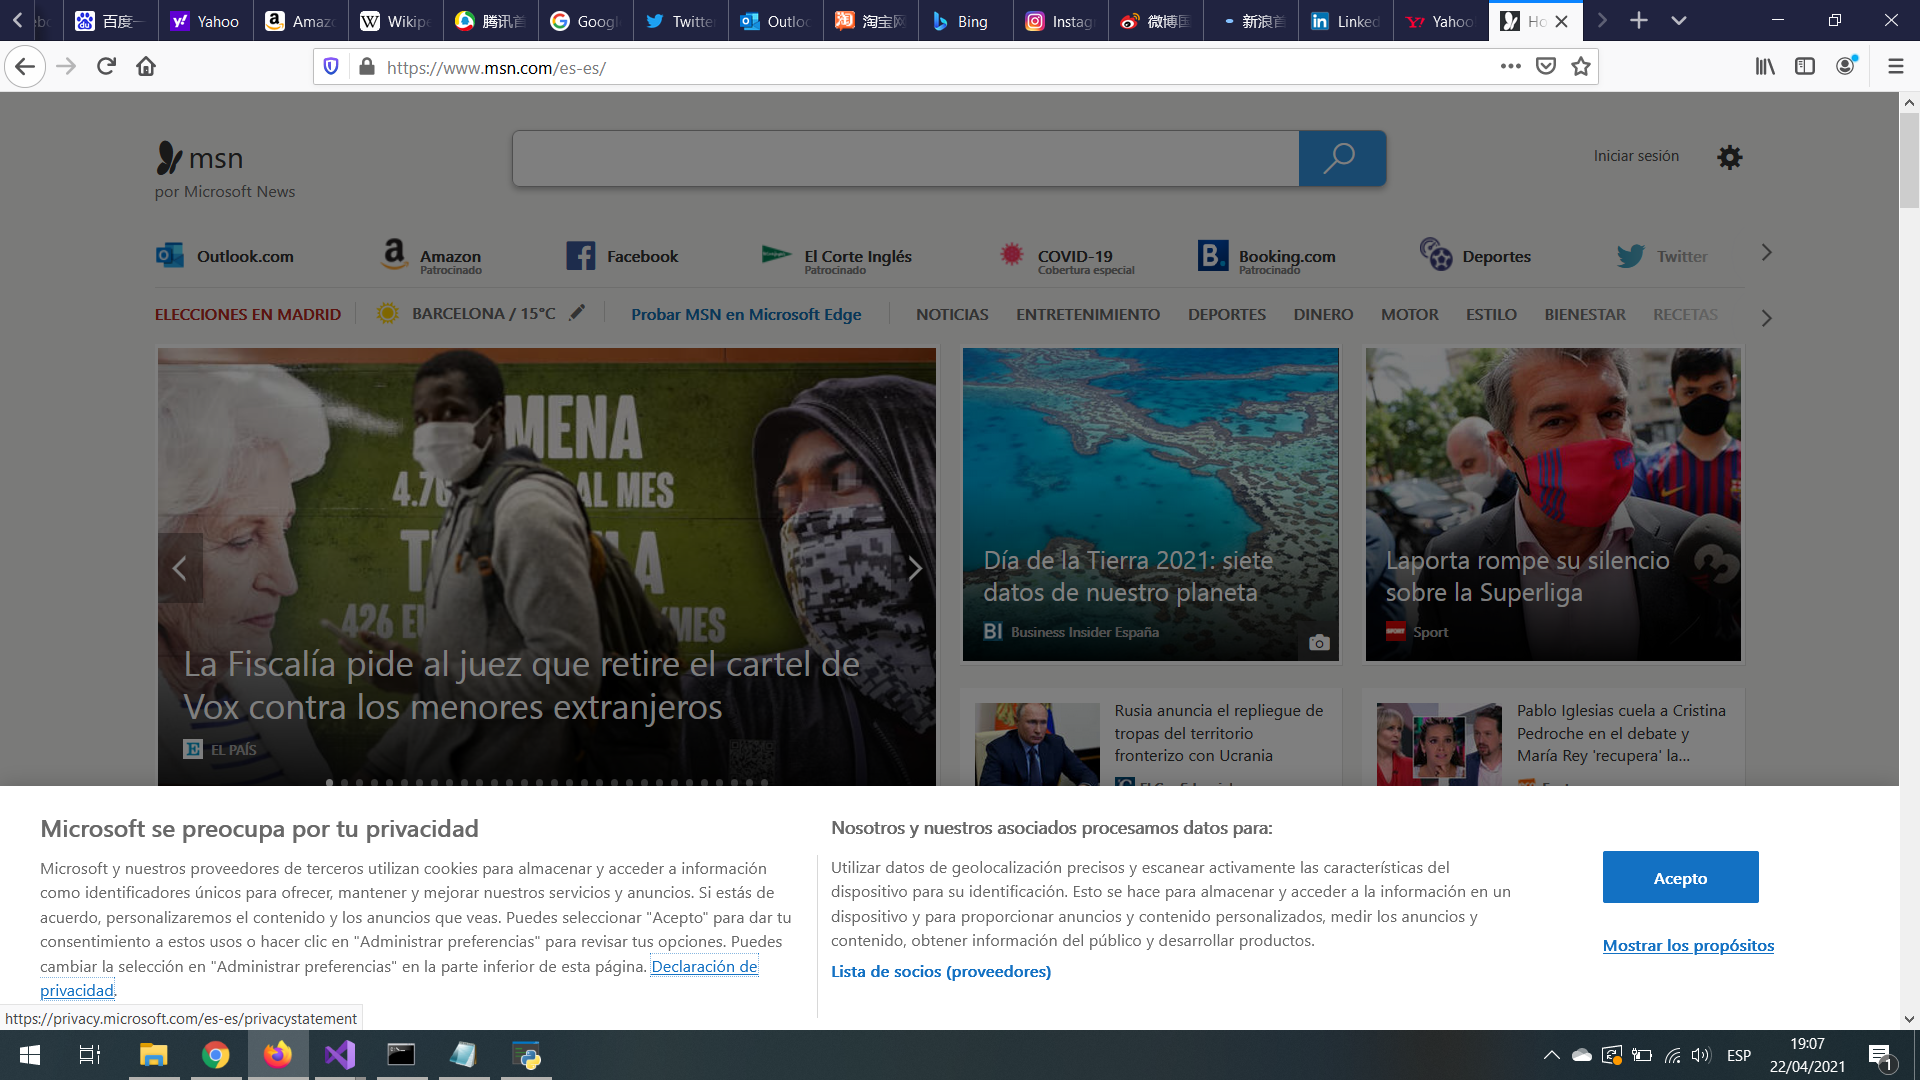 百度一
Yahoo
Amazo
Wikipe
腾讯首
Google
Twitter
Outloo
淘宝网
Bing
Instag
微博国
新浪首
Linked
Yahoo
Ho
https://www.msn.com/es-es/
msn
por Microsoft News
Iniciar sesión
Outlook.com
Amazon
Patrocinado
Facebook
El Corte Inglés
Patrocinado
COVID-19
Cobertura especial
Booking.com
Patrocinado
Deportes
Twitter
ELECCIONES EN MADRID
BARCELONA / 15°C
Probar MSN en Microsoft Edge
NOTICIAS
ENTRETENIMIENTO
DEPORTES
DINERO
MOTOR
ESTILO
BIENESTAR
RECETAS
MENA
AL MES
426 EU
/MES
La Fiscalía pide al juez que retire el cartel de
Vox contra los menores extranjeros
EL PAÍS
Día de la Tierra 2021: siete
datos de nuestro planeta
BI Business Insider España
Laporta rompe su silencio
sobre la Superliga
Sport
Rusia anuncia el repliegue de
tropas del territorio
fronterizo con Ucrania
Pablo Iglesias cuela a Cristina
Pedroche en el debate y
María Rey 'recupera' la...
Microsoft se preocupa por tu privacidad
Microsoft y nuestros proveedores de terceros utilizan cookies para almacenar y acceder a información
como identificadores únicos para ofrecer, mantener y mejorar nuestros servicios y anuncios. Si estás de
acuerdo, personalizaremos el contenido y los anuncios que veas. Puedes seleccionar "Acepto" para dar tu
consentimiento a estos usos o hacer clic en "Administrar preferencias" para revisar tus opciones. Puedes
cambiar la selección en "Administrar preferencias" en la parte inferior de esta página. Declaración de
privacidad.
Nosotros y nuestros asociados procesamos datos para:
Utilizar datos de geolocalización precisos y escanear activamente las características del
dispositivo para su identificación. Esto se hace para almacenar y acceder a la información en un
dispositivo y para proporcionar anuncios y contenido personalizados, medir los anuncios y
contenido, obtener información del público y desarrollar productos.
Lista de socios (proveedores)
Acepto
Mostrar los propósitos
https://privacy.microsoft.com/es-es/privacystatement
ESP
19:07
22/04/2021
1